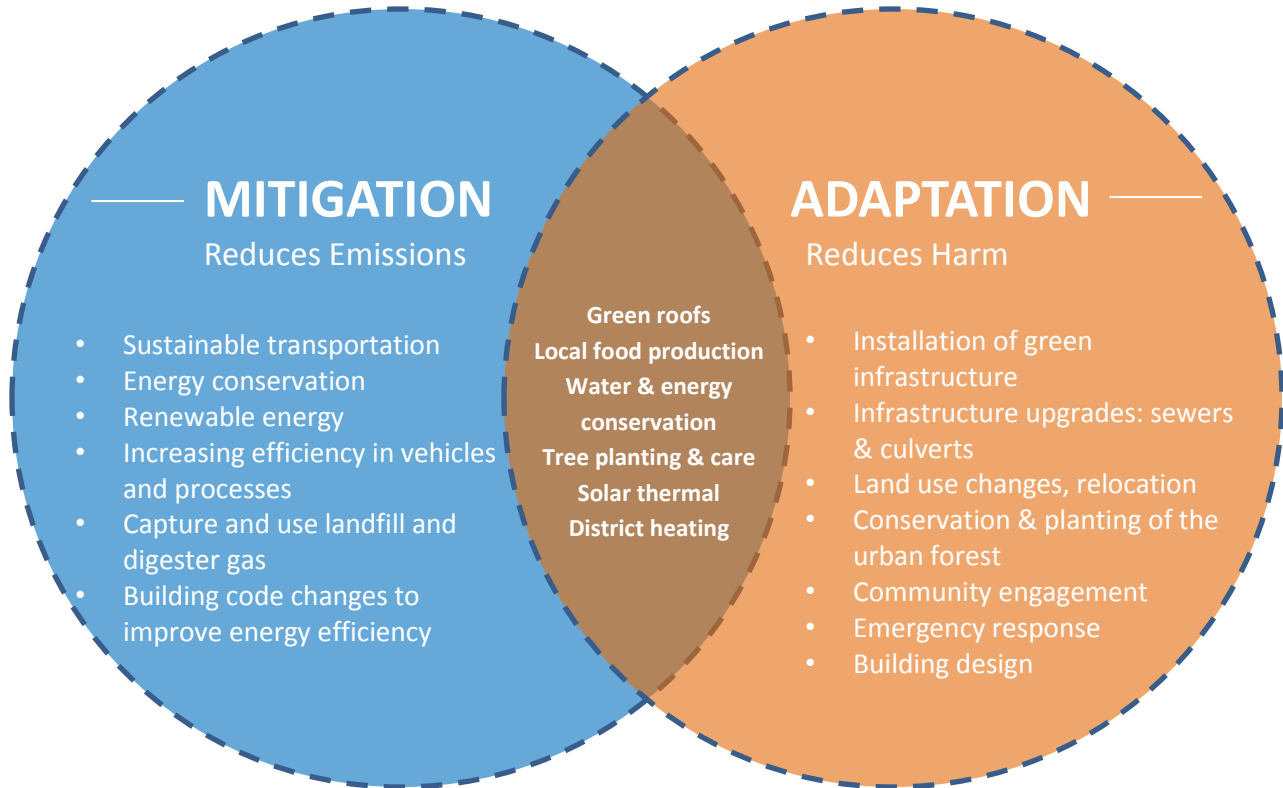 MITIGATION
Reduces Emissions
• Sustainable transportation
• Energy conservation
• Renewable energy
• Increasing efficiency in vehicles
and processes
• Capture and use landfill and
digester gas
• Building code changes to
improve energy efficiency
Green roofs
Local food production
Water & energy
conservation
Tree planting & care
Solar thermal
District heating
ADAPTATION
Reduces Harm
• Installation of green
infrastructure
• Infrastructure upgrades: sewers
& culverts
• Land use changes, relocation
• Conservation & planting of the
urban forest
• Community engagement
• Emergency response
• Building design